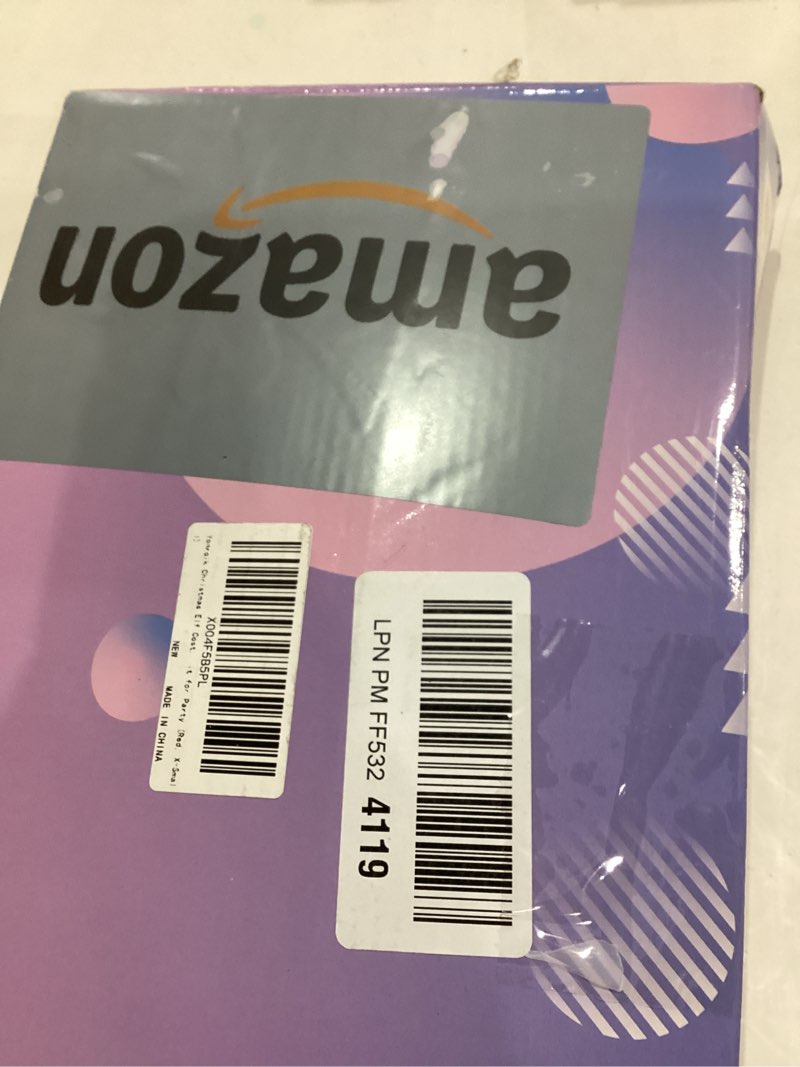 amazon
X004F5B5PL
Christmas Elf for Party (Red, X-Smal
l)
NEW
MADE IN CHINA
LPN PM FF532 4119